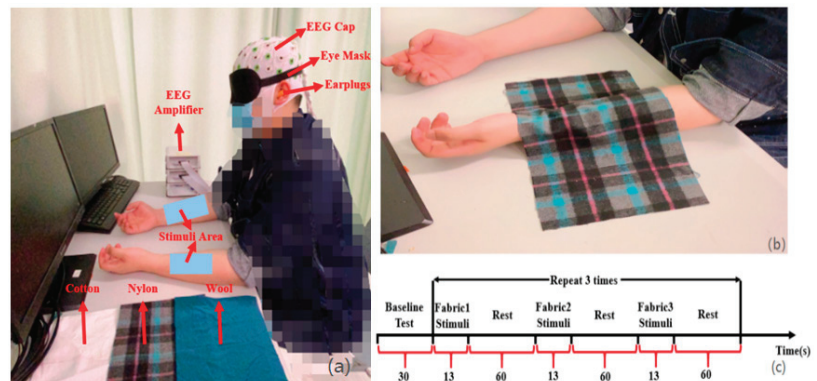 EEG Cap
Eye Mask
Earplugs
EEG
Amplifier
Stimuli Area
Cotton
Nylon
Wool
(a)
(b)
Repeat 3 times
Baseline
Test
Fabric1
Stimuli
Rest
Fabric2
Stimuli
Rest
Fabric3
Stimuli
Rest
Time(s)
30
13
60
13
60
13
60
(c)